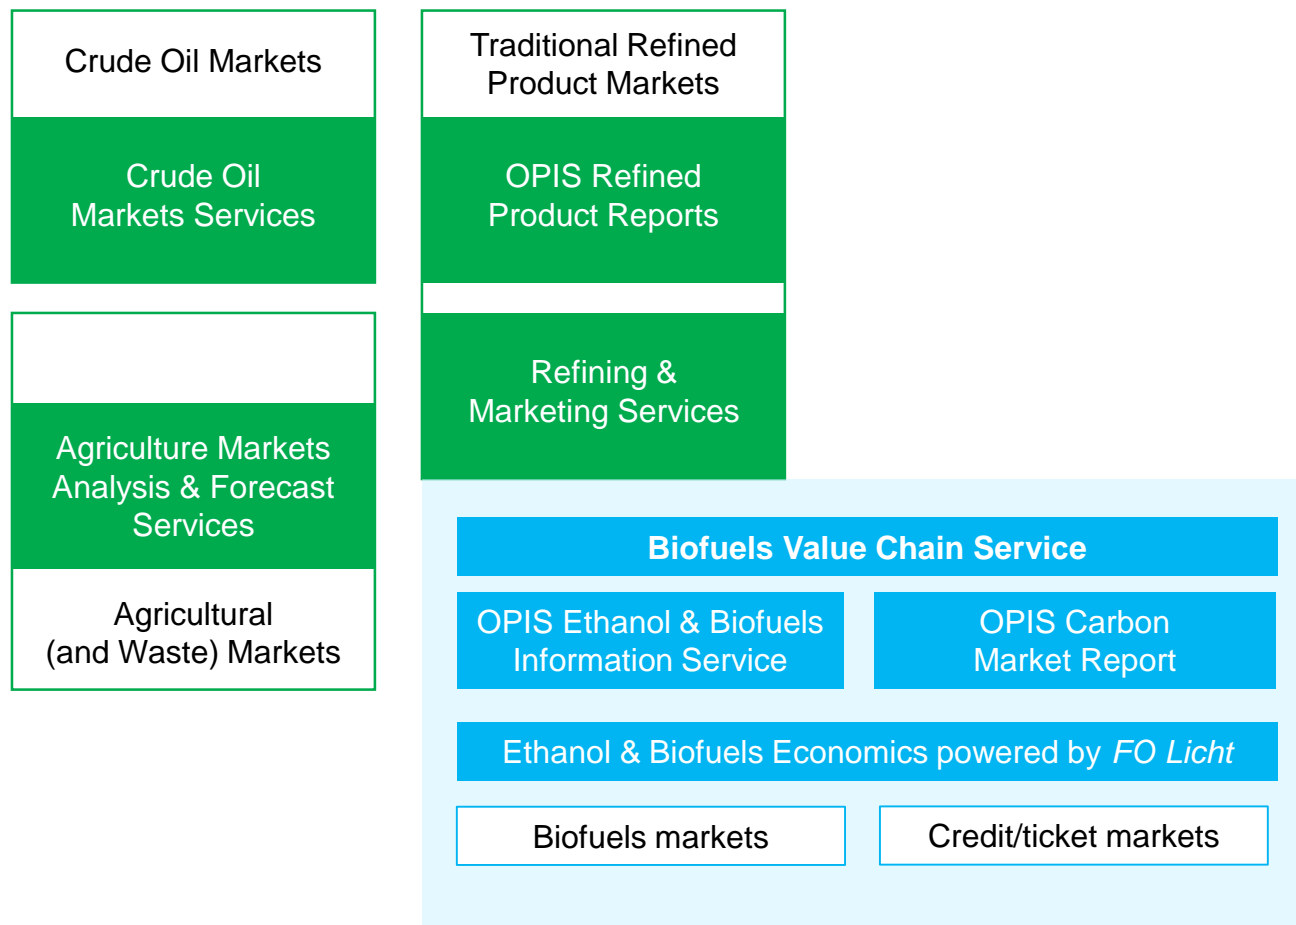 Crude Oil Markets
Crude Oil
Markets Services
Traditional Refined
Product Markets
OPIS Refined
Product Reports
Refining &
Marketing Services
Agriculture Markets
Analysis & Forecast
Services
Agricultural
(and Waste) Markets
Biofuels Value Chain Service
OPIS Ethanol & Biofuels
Information Service
OPIS Carbon
Market Report
Ethanol & Biofuels Economics powered by FO Licht
Biofuels markets
Credit/ticket markets